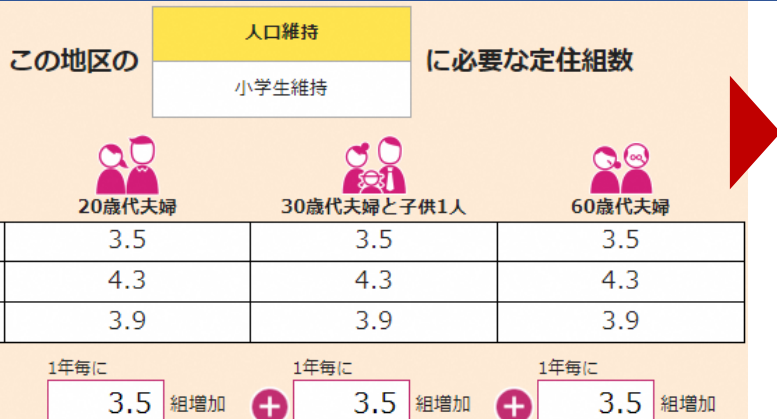 人口維持
この地区の
に必要な定住組数
小学生維持
20歳代夫婦 30歳代夫婦と子供1人 60歳代夫婦
3.5 3.5 3.5
4.3 4.3 4.3
3.9 3.9 3.9
1年毎に 1年毎に 1年毎に
3.5 組増加 + 3.5 組増加 + 3.5 組増加